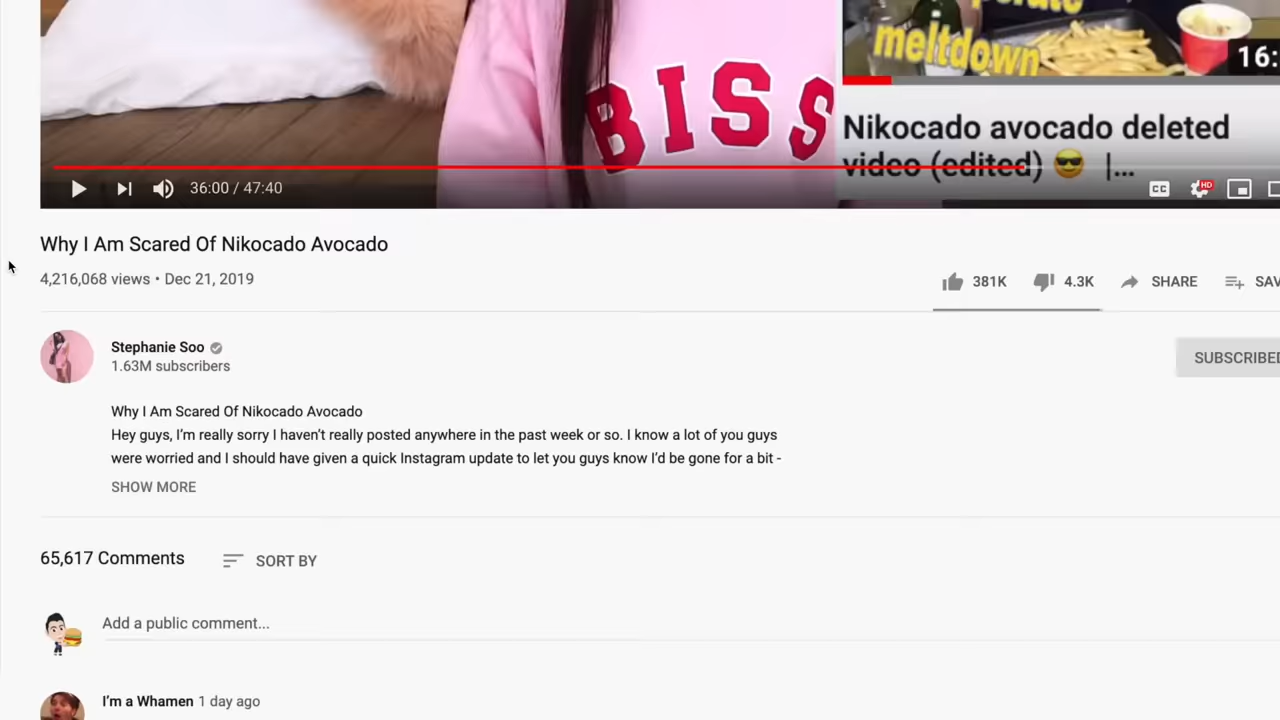 meltdown
16:
BISS
Nikocado avocado deleted
video (edited) 😎 |...
36:00 / 47:40
CC
HD
Why I Am Scared Of Nikocado Avocado
4,216,068 views • Dec 21, 2019
381K
4.3K
SHARE
SAV
Stephanie Soo
1.63M subscribers
SUBSCRIBED
Why I Am Scared Of Nikocado Avocado
Hey guys, I'm really sorry I haven't really posted anywhere in the past week or so. I know a lot of you guys
were worried and I should have given a quick Instagram update to let you guys know I'd be gone for a bit -
SHOW MORE
65,617 Comments
SORT BY
Add a public comment...
I'm a Whamen 1 day ago